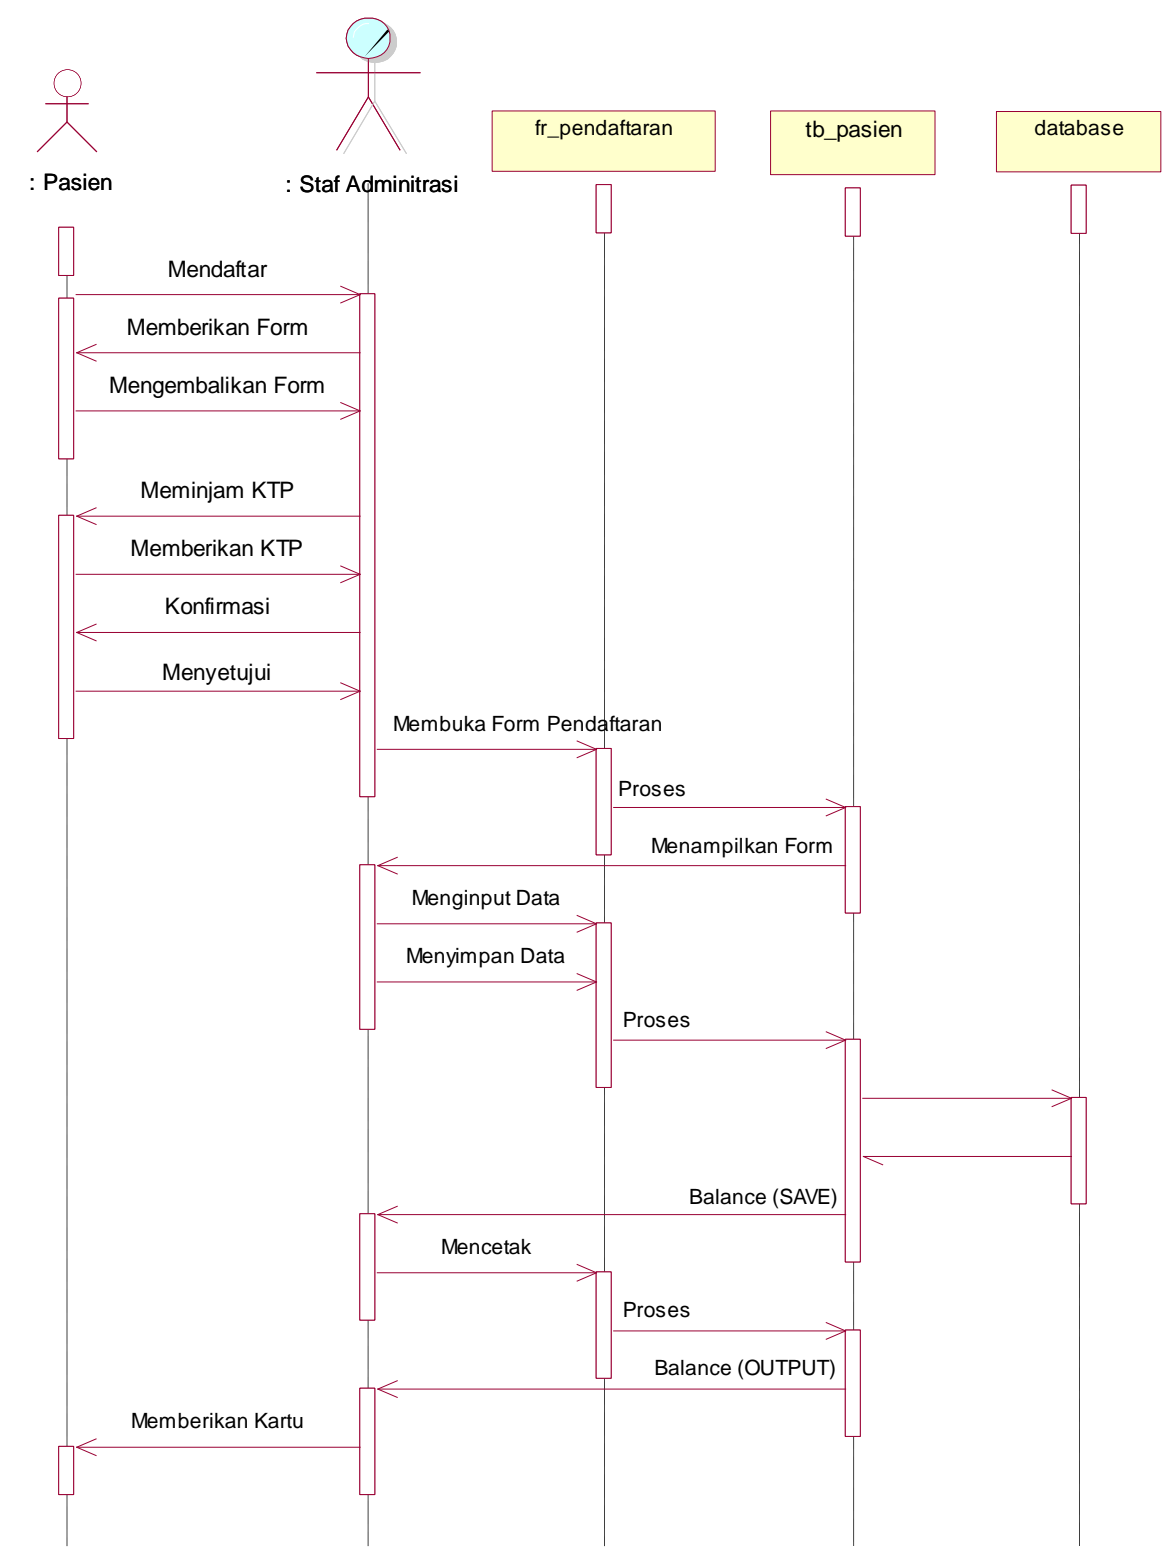 : Pasien
: Staf Adminitrasi
fr_pendaftaran
tb_pasien
database
Mendaftar
Memberikan Form
Mengembalikan Form
Meminjam KTP
Memberikan KTP
Konfirmasi
Menyetujui
Membuka Form Pendaftaran
Proses
Menampilkan Form
Menginput Data
Menyimpan Data
Proses
Balance (SAVE)
Mencetak
Proses
Balance (OUTPUT)
Memberikan Kartu